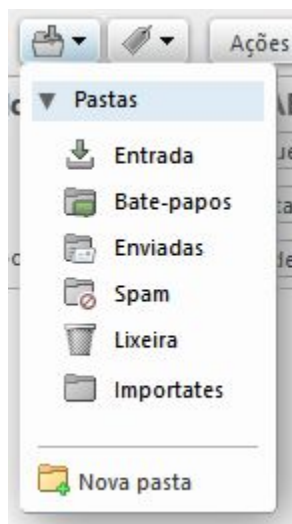 Ações
Pastas
Entrada
Bate-papos
Enviadas
Spam
Lixeira
Importates
Nova pasta